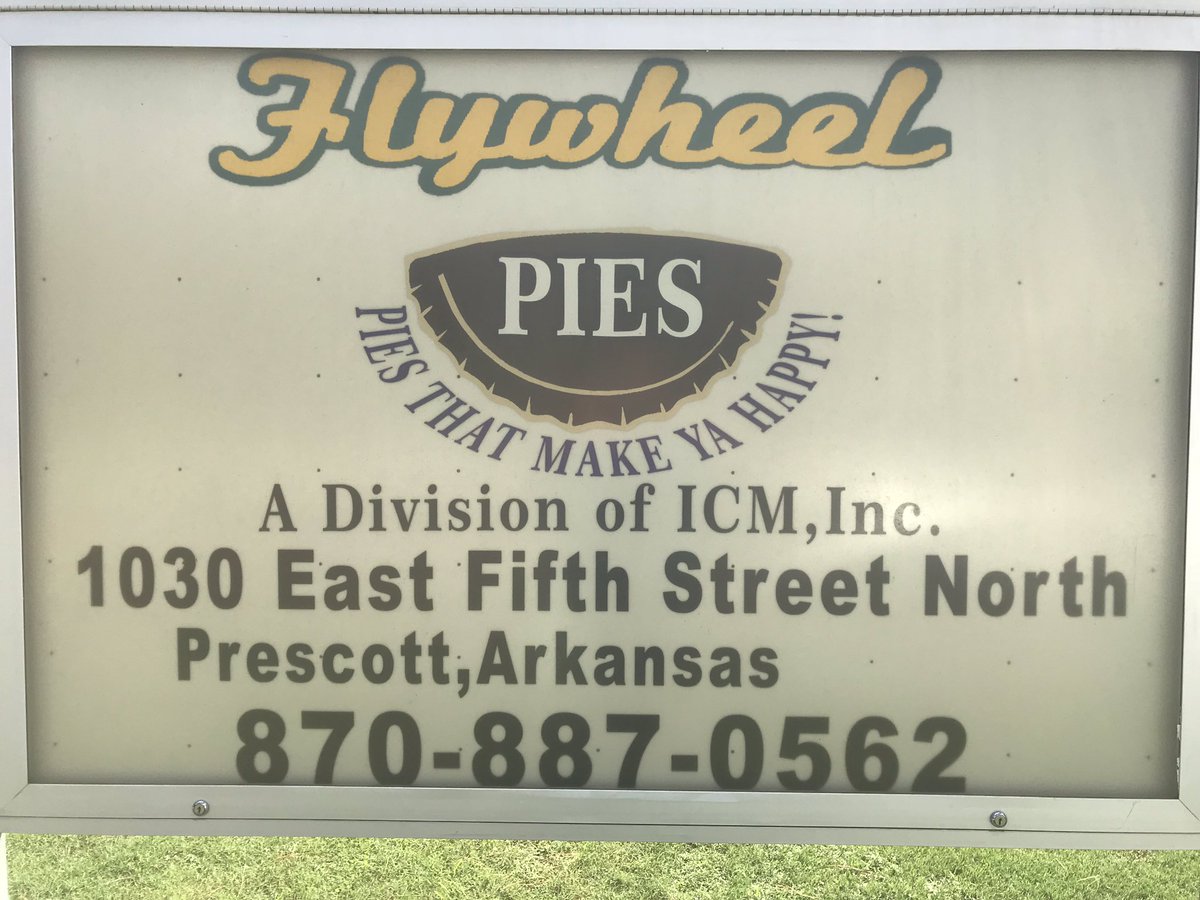 Flywheel
PIES
PIES THAT MAKE YA HAPPY!
A Division of ICM,Inc.
1030 East Fifth Street North
Prescott,Arkansas
870-887-0562